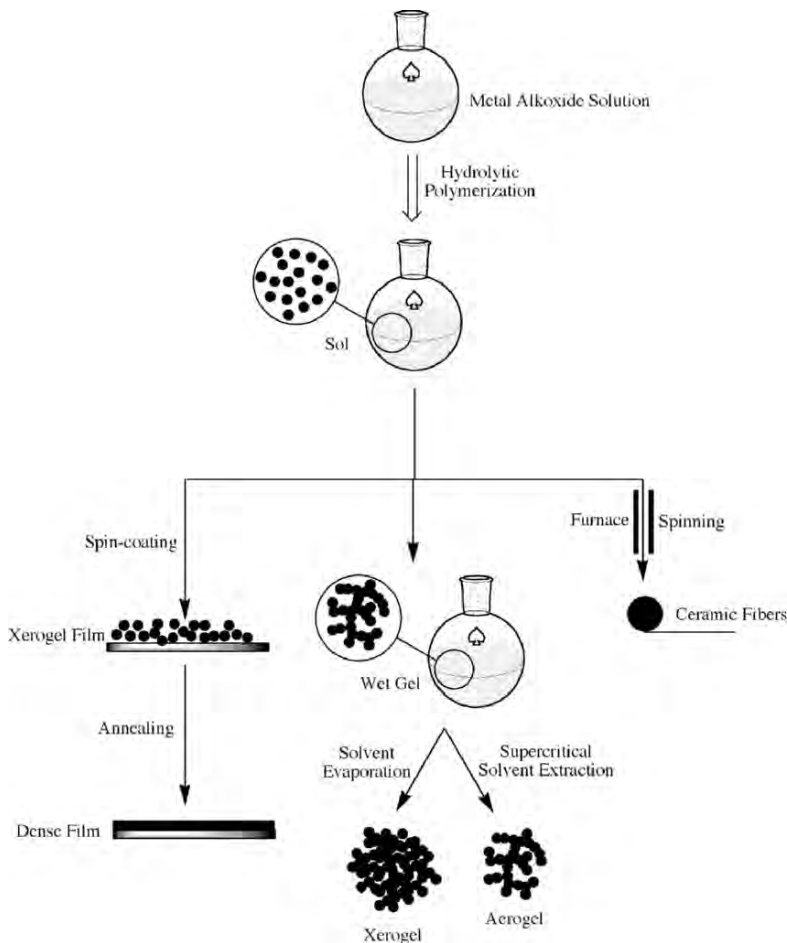 Metal Alkoxide Solution
Hydrolytic
Polymerization
Sol
Spin-coating
Furnace
Spinning
Xerogel Film
Ceramic Fibers
Wet Gel
Annealing
Solvent
Evaporation
Supercritical
Solvent Extraction
Dense Film
Xerogel
Aerogel